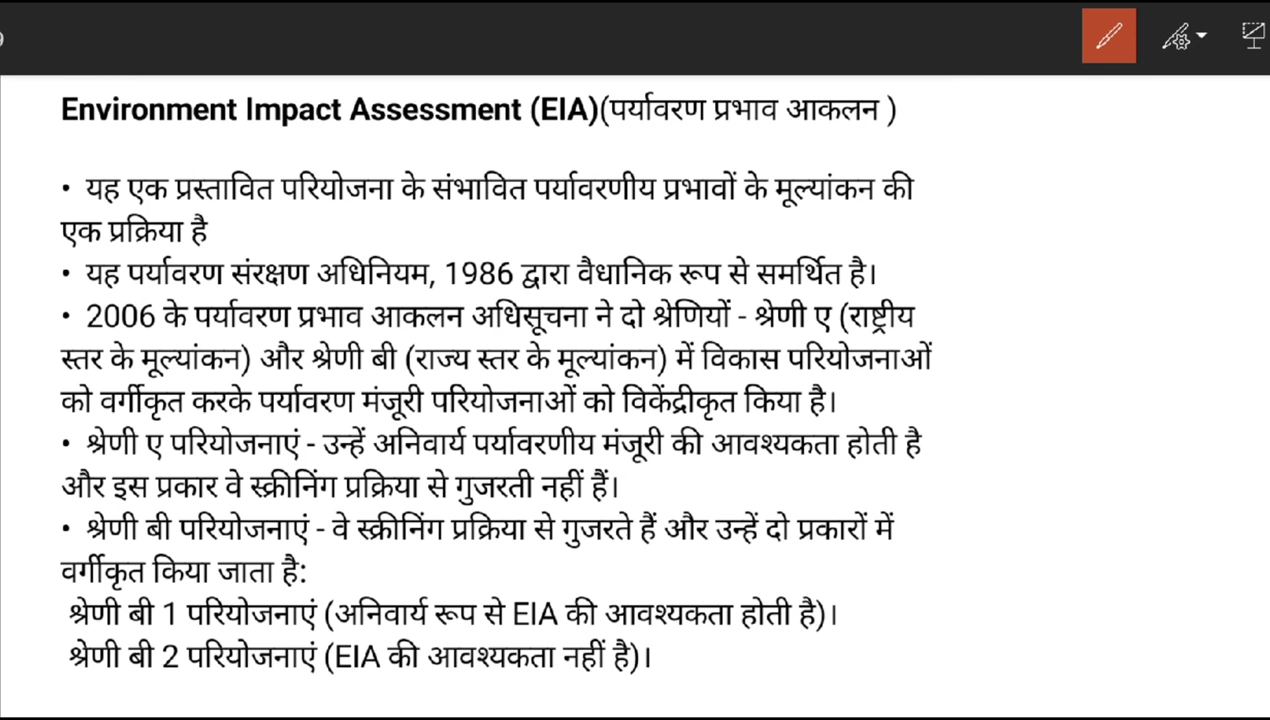 Environment Impact Assessment (EIA)(पर्यावरण प्रभाव आकलन )
• यह एक प्रस्तावित परियोजना के संभावित पर्यावरणीय प्रभावों के मूल्यांकन की
एक प्रक्रिया है
• यह पर्यावरण संरक्षण अधिनियम, 1986 द्वारा वैधानिक रूप से समर्थित है।
• 2006 के पर्यावरण प्रभाव आकलन अधिसूचना ने दो श्रेणियों - श्रेणी ए (राष्ट्रीय
स्तर के मूल्यांकन) और श्रेणी बी (राज्य स्तर के मूल्यांकन) में विकास परियोजनाओं
को वर्गीकृत करके पर्यावरण मंजूरी परियोजनाओं को विकेंद्रीकृत किया है।
• श्रेणी ए परियोजनाएं - उन्हें अनिवार्य पर्यावरणीय मंजूरी की आवश्यकता होती है
और इस प्रकार वे स्क्रीनिंग प्रक्रिया से गुजरती नहीं हैं।
• श्रेणी बी परियोजनाएं - वे स्क्रीनिंग प्रक्रिया से गुजरते हैं और उन्हें दो प्रकारों में
वर्गीकृत किया जाता है:
श्रेणी बी 1 परियोजनाएं (अनिवार्य रूप से EIA की आवश्यकता होती है)।
श्रेणी बी 2 परियोजनाएं (EIA की आवश्यकता नहीं है)।